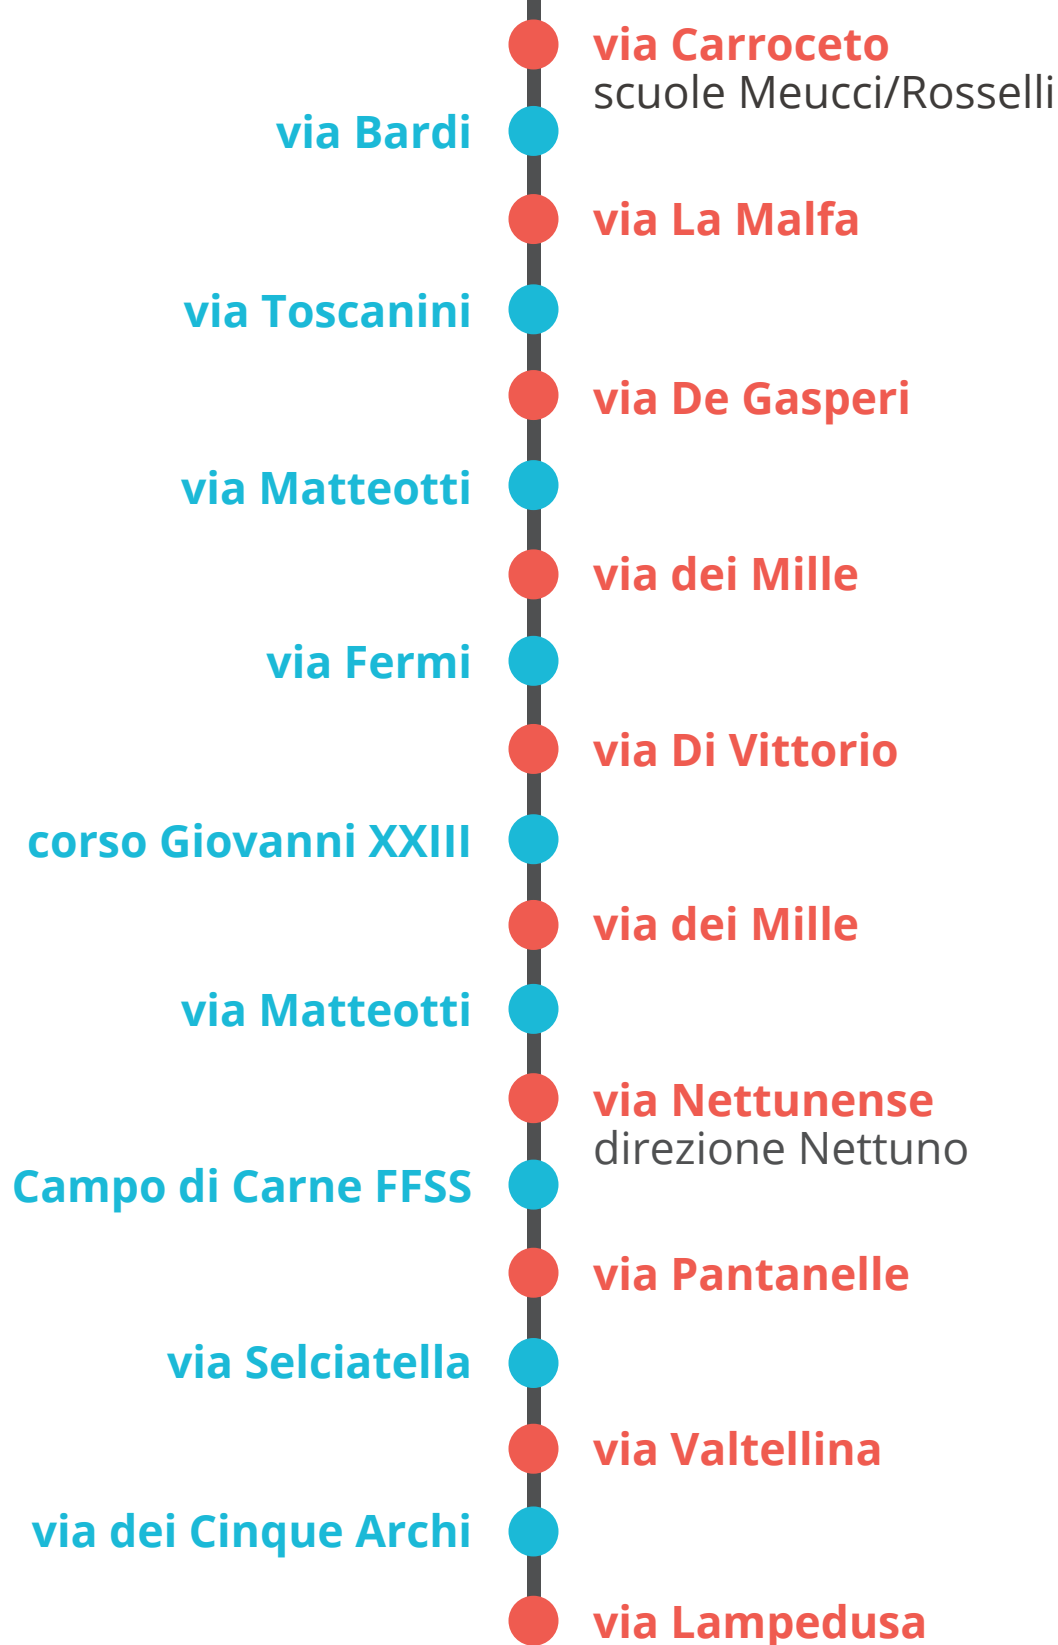 via Carroceto
scuole Meucci/Rosselli
via Bardi
via La Malfa
via Toscanini
via De Gasperi
via Matteotti
via dei Mille
via Fermi
via Di Vittorio
corso Giovanni XXIII
via dei Mille
via Matteotti
via Nettunense
direzione Nettuno
Campo di Carne FFSS
via Pantanelle
via Selciatella
via Valtellina
via dei Cinque Archi
via Lampedusa